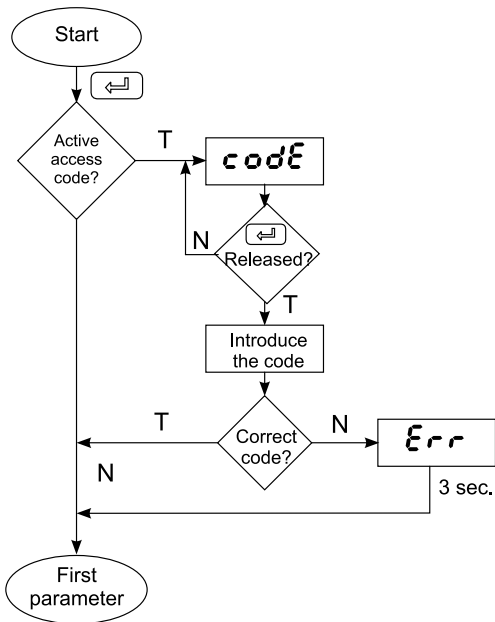 Start
Active
access
code?
T
codE
N
Released?
T
Introduce
the code
T
Correct
code?
N
Err
N
3 sec.
First
parameter